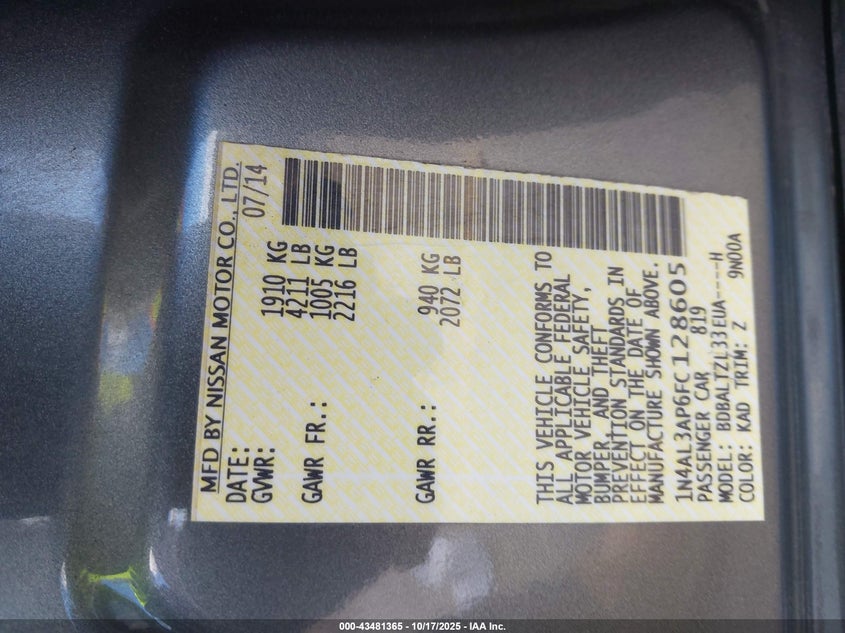 MFD BY NISSAN MOTOR CO., LTD.
DATE: 07/14
GVWR: 1910 KG
4211 LB
GAWR FR.: 1005 KG
2216 LB
GAWR RR.: 940 KG
2072 LB
THIS VEHICLE CONFORMS TO
ALL APPLICABLE FEDERAL
MOTOR VEHICLE SAFETY,
BUMPER, AND THEFT
PREVENTION STANDARDS IN
EFFECT ON THE DATE OF
MANUFACTURE SHOWN ABOVE.
1N4AL3AP6FC128605
PASSENGER CAR 819
MODEL: BDBALTZL33EUA----H
COLOR: KAD TRIM: Z 9N00A
000-43481365 - 10/17/2025 - IAA Inc.